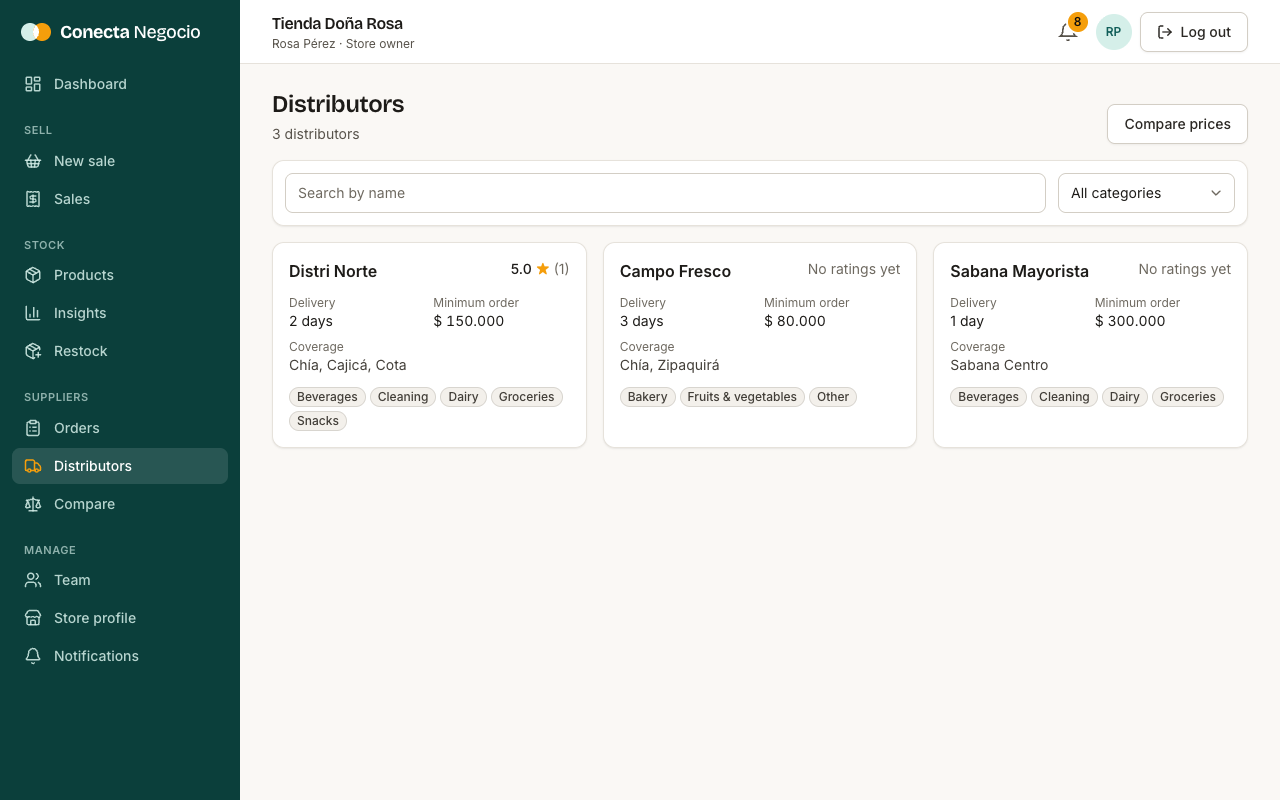 Conecta Negocio
Dashboard
SELL
New sale
Sales
STOCK
Products
Insights
Restock
SUPPLIERS
Orders
Distributors
Compare
MANAGE
Team
Store profile
Notifications
Tienda Doña Rosa
Rosa Pérez · Store owner
8
RP
Log out
Distributors
3 distributors
Compare prices
Search by name
All categories
Distri Norte
5.0 ★ (1)
Delivery
2 days
Minimum order
$ 150.000
Coverage
Chía, Cajicá, Cota
Beverages Cleaning Dairy Groceries
Snacks
Campo Fresco
No ratings yet
Delivery
3 days
Minimum order
$ 80.000
Coverage
Chía, Zipaquirá
Bakery Fruits & vegetables Other
Sabana Mayorista
No ratings yet
Delivery
1 day
Minimum order
$ 300.000
Coverage
Sabana Centro
Beverages Cleaning Dairy Groceries